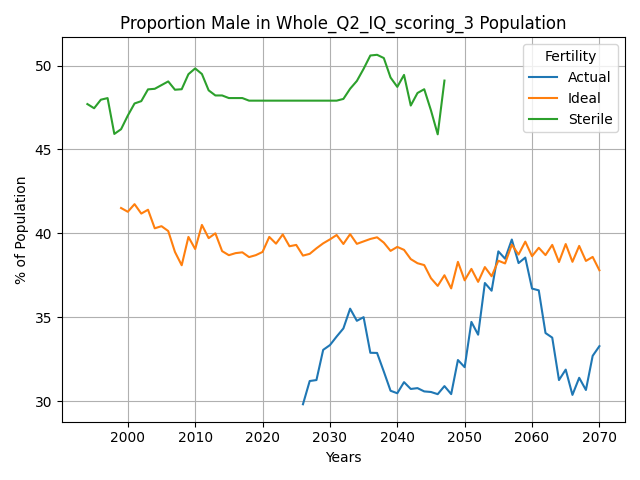 Proportion Male in Whole_Q2_IQ_scoring_3 Population
Fertility
Actual
Ideal
Sterile
% of Population
50
45
40
35
30
2000
2010
2020
2030
2040
2050
2060
2070
Years